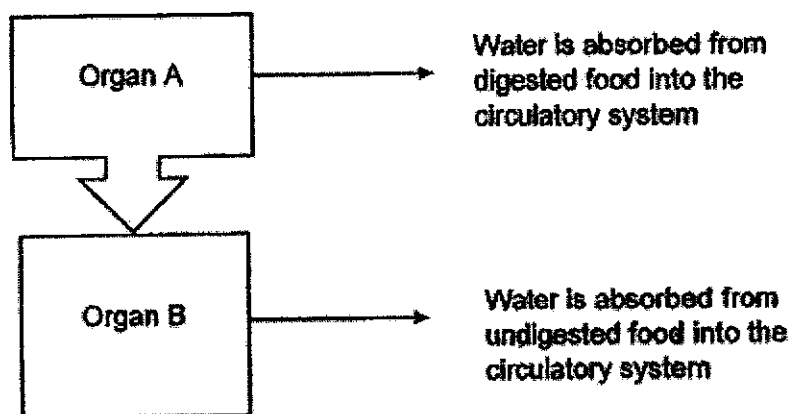 Organ A
Water is absorbed from
digested food into the
circulatory system
Organ B
Water is absorbed from
undigested food into the
circulatory system